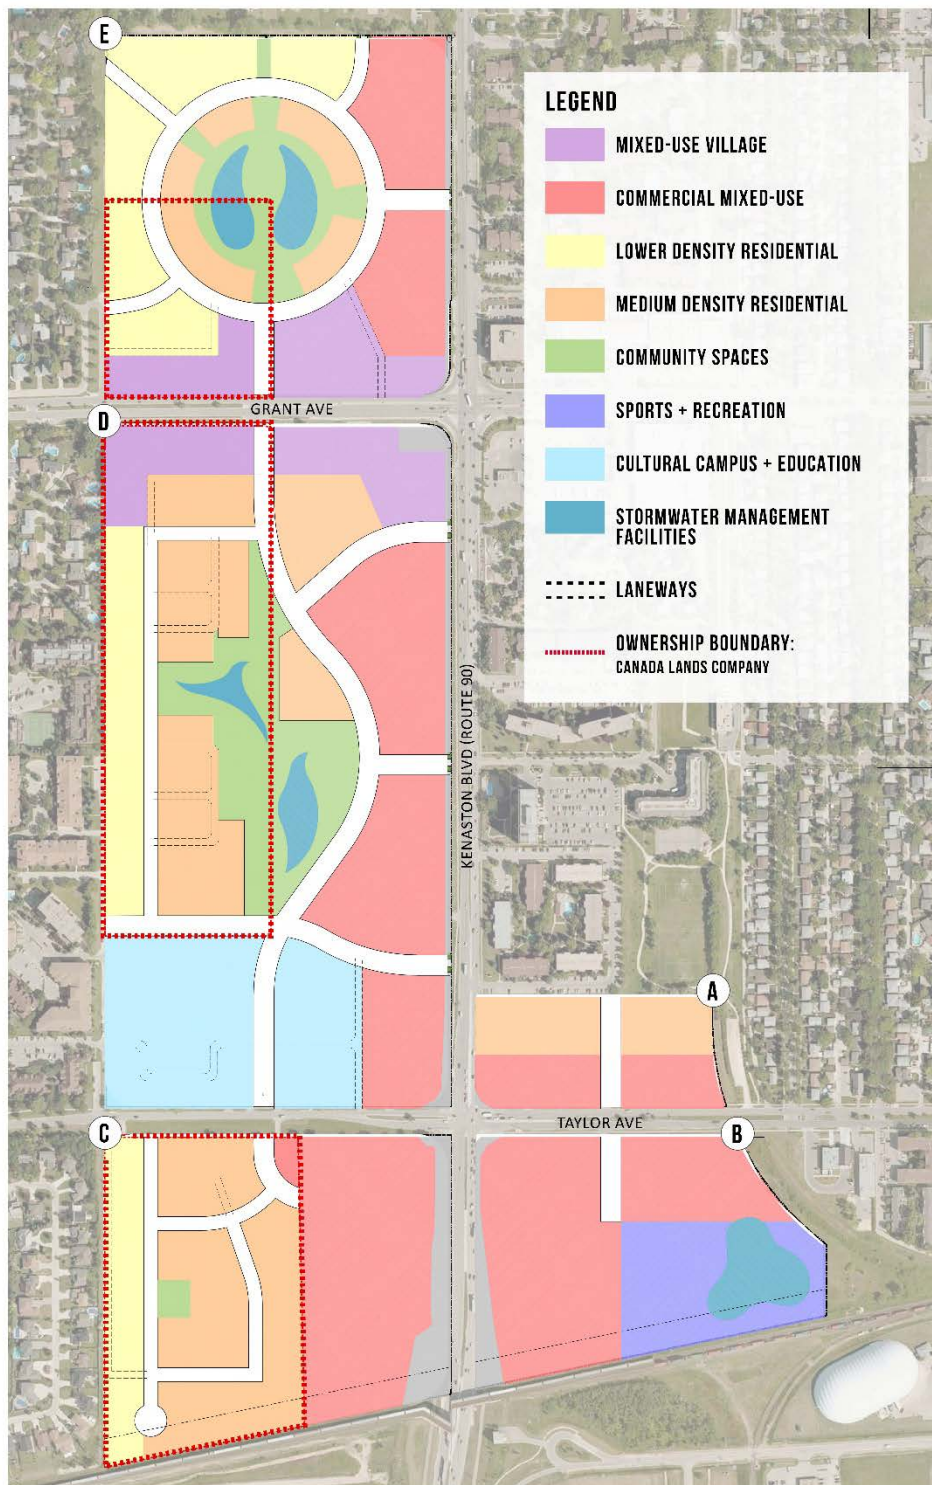 E
LEGEND
MIXED-USE VILLAGE
COMMERCIAL MIXED-USE
LOWER DENSITY RESIDENTIAL
MEDIUM DENSITY RESIDENTIAL
COMMUNITY SPACES
SPORTS + RECREATION
CULTURAL CAMPUS + EDUCATION
STORMWATER MANAGEMENT
FACILITIES
LANEWAYS
OWNERSHIP BOUNDARY:
CANADA LANDS COMPANY
GRANT AVE
D
KENASTON BLVD (ROUTE 90)
A
TAYLOR AVE
B
C